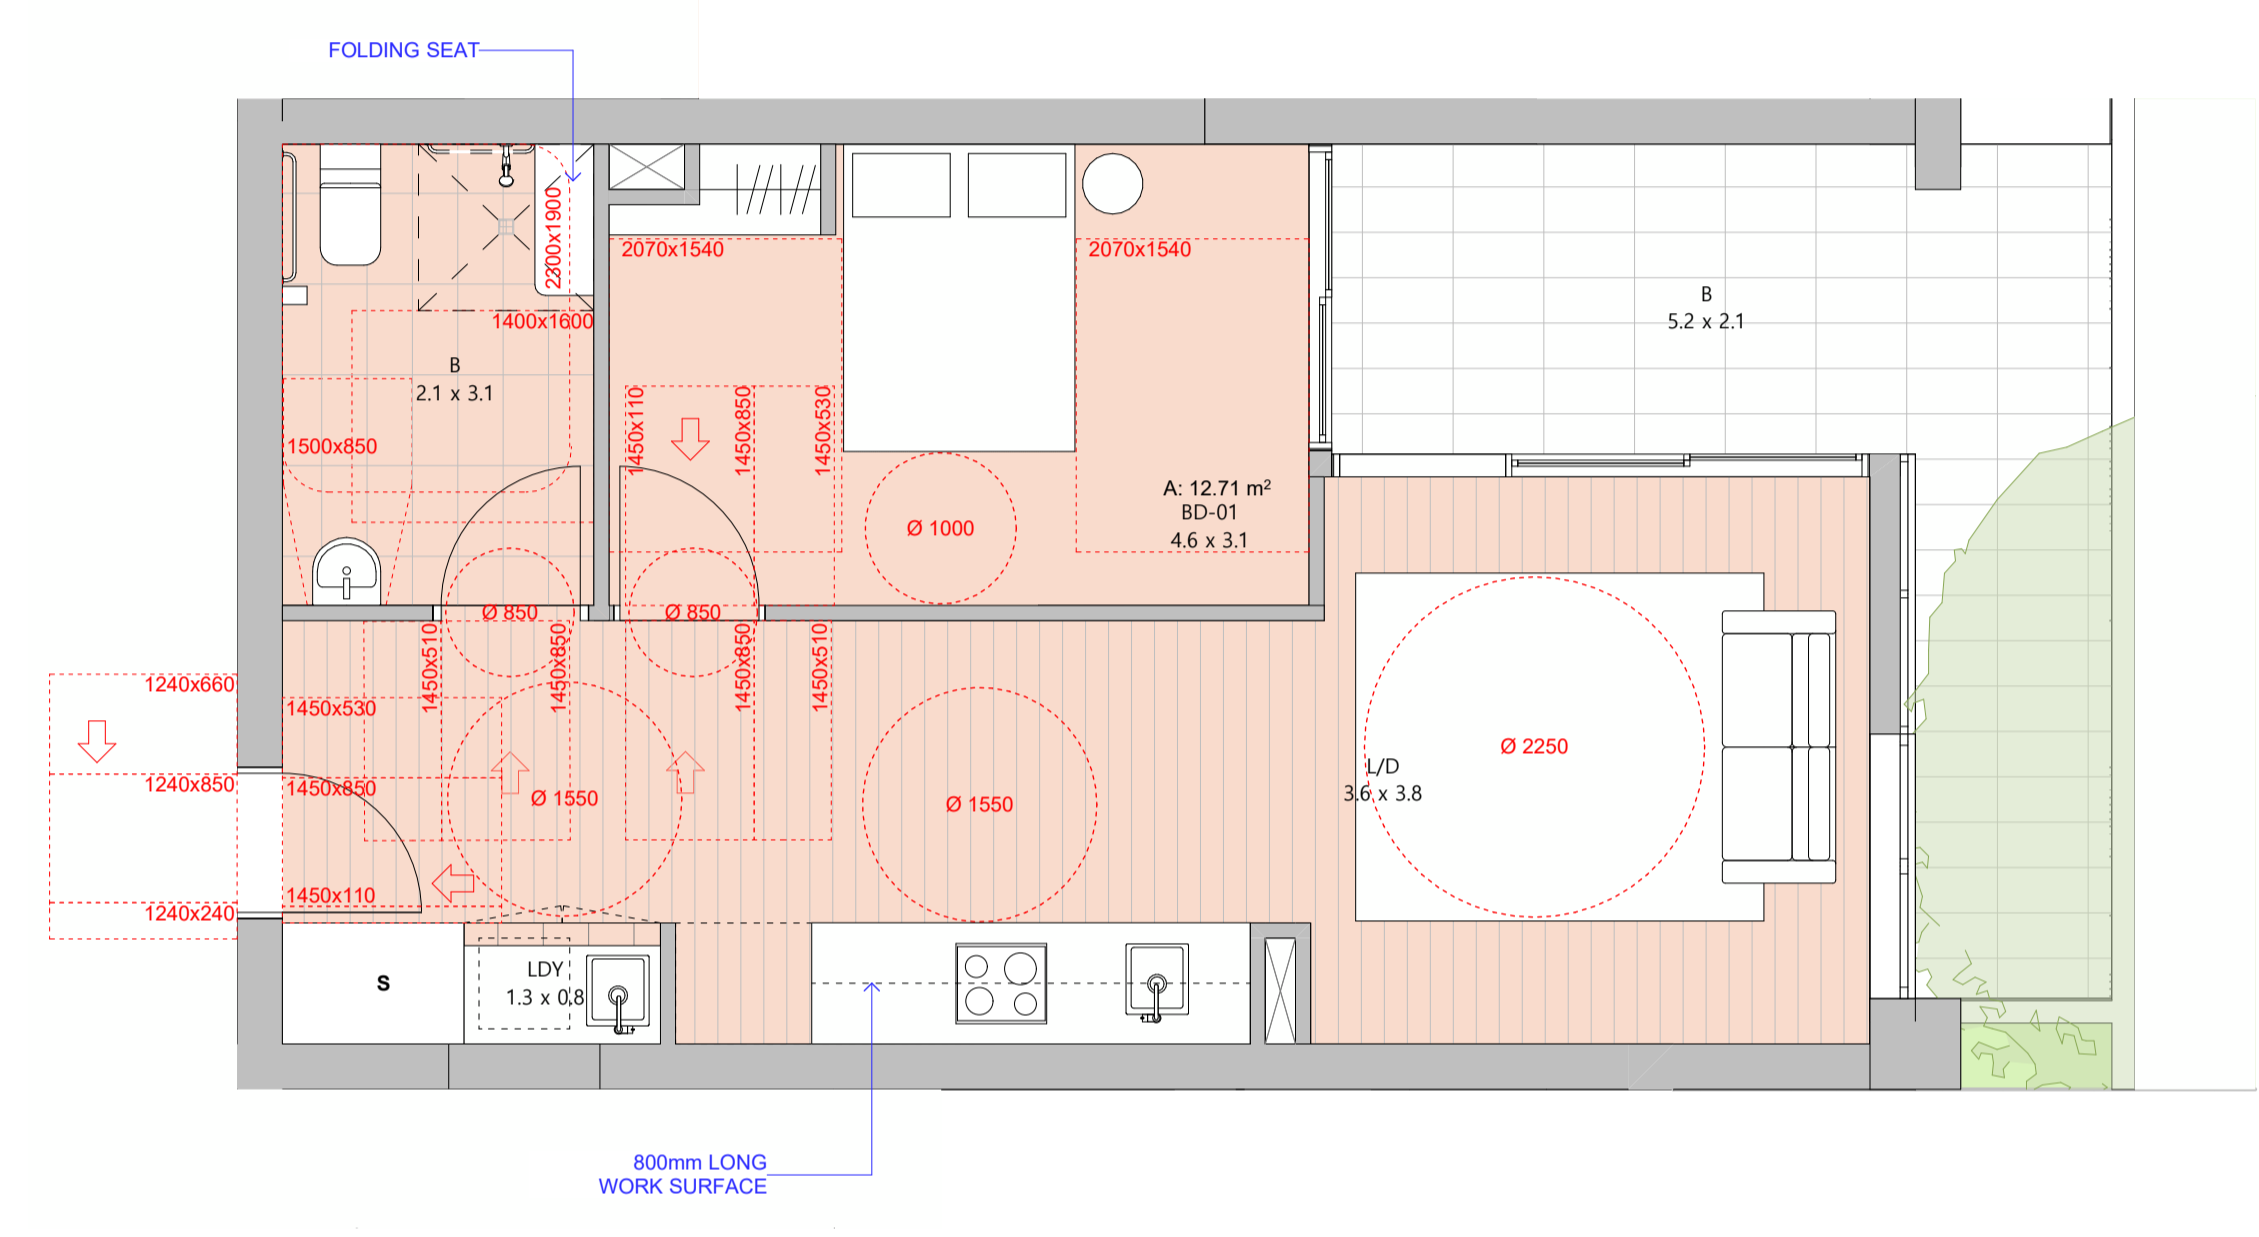 FOLDING SEAT
2200x1900
2070x1540
2070x1540
B
5.2 x 2.1
1400x1600
B
2.1 x 3.1
1450x110
1450x850
1450x530
1500x850
A: 12.71 m²
BD-01
4.6 x 3.1
Ø 1000
Ø 850
Ø 850
1450x510
1450x850
1450x850
1450x510
1240x660
1450x530
Ø 2250
L/D
3.6 x 3.8
1240x850
1450x850
Ø 1550
Ø 1550
1450x110
1240x240
S
LDY
1.3 x 0.8
800mm LONG
WORK SURFACE